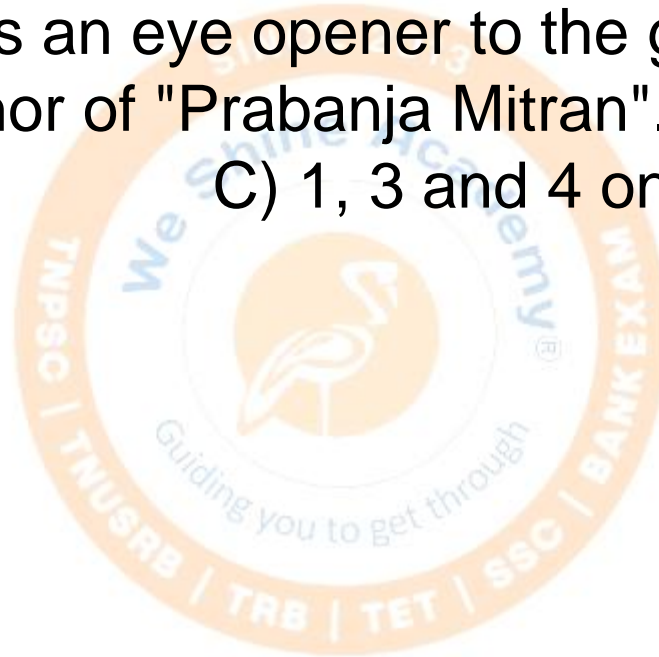 s an eye opener to the g
hor of "Prabanja Mitran".
C) 1, 3 and 4 on
We Shine Academy ®
Guiding you to get through
TNPSC | TNUSRB | TRB | TET | SSC | BANK EXAM